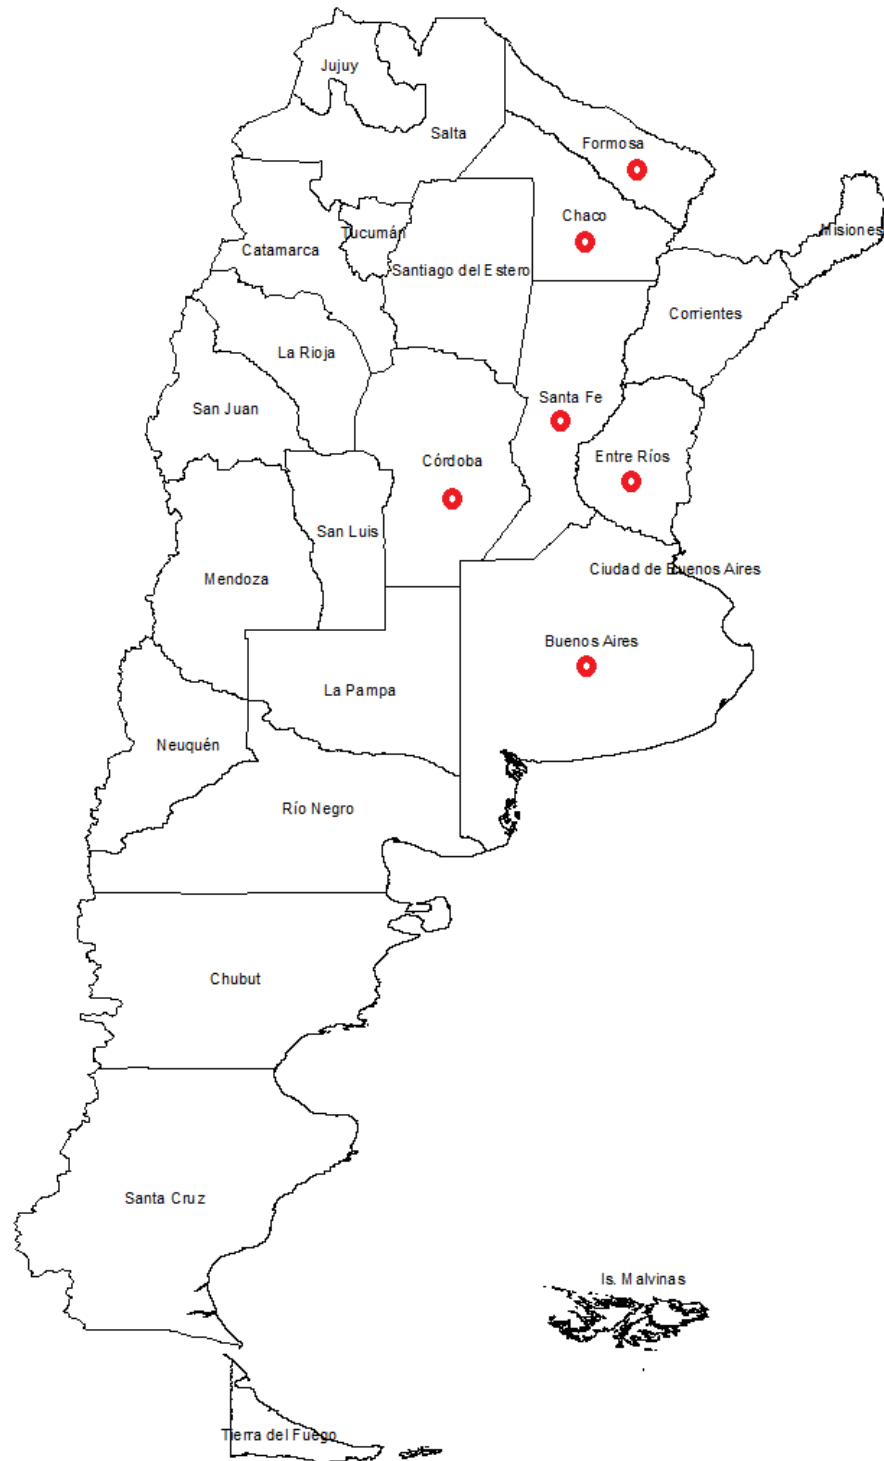 Jujuy
Salta
Formosa
Chaco
Misiones
Tucumán
Catamarca
Santiago del Estero
Corrientes
La Rioja
Santa Fe
San Juan
Entre Ríos
Córdoba
San Luis
Ciudad de Buenos Aires
Mendoza
Buenos Aires
La Pampa
Neuquén
Río Negro
Chubut
Santa Cruz
Is. Malvinas
Tierra del Fuego